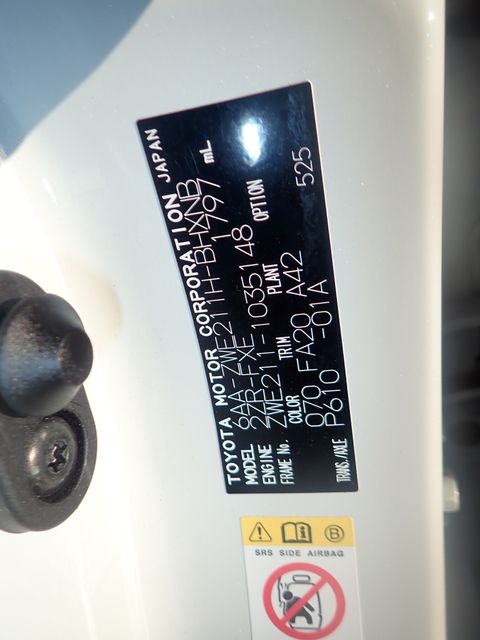 TOYOTA MOTOR CORPORATION JAPAN
MODEL 6AA-ZWE211H-BHXNB
ENGINE 2ZR-FXE 1797 mL
FRAME No. ZWE211-1035148
COLOR TRIM PLANT OPTION
070 FA20 A42 525
TRANS./AXLE P610 -01A
B
SRS SIDE AIRBAG